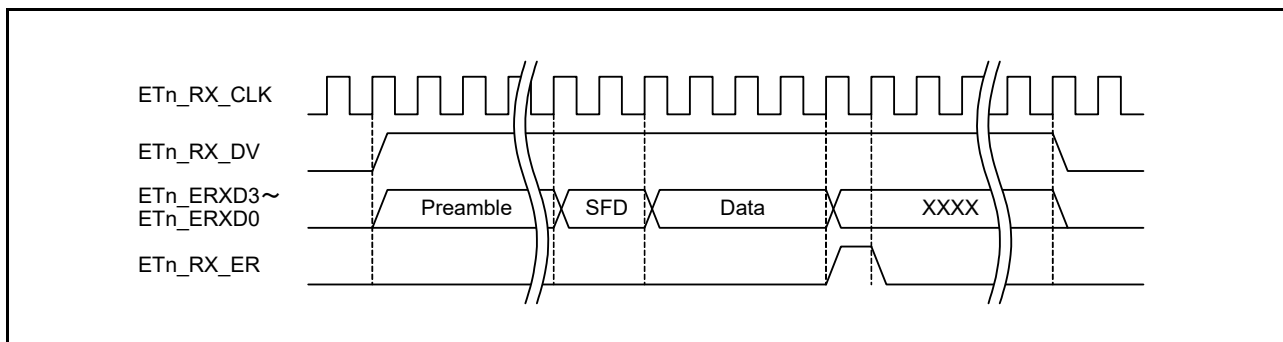 ETn_RX_CLK
ETn_RX_DV
ETn_ERXD3～
ETn_ERXD0
Preamble SFD Data XXXX
ETn_RX_ER